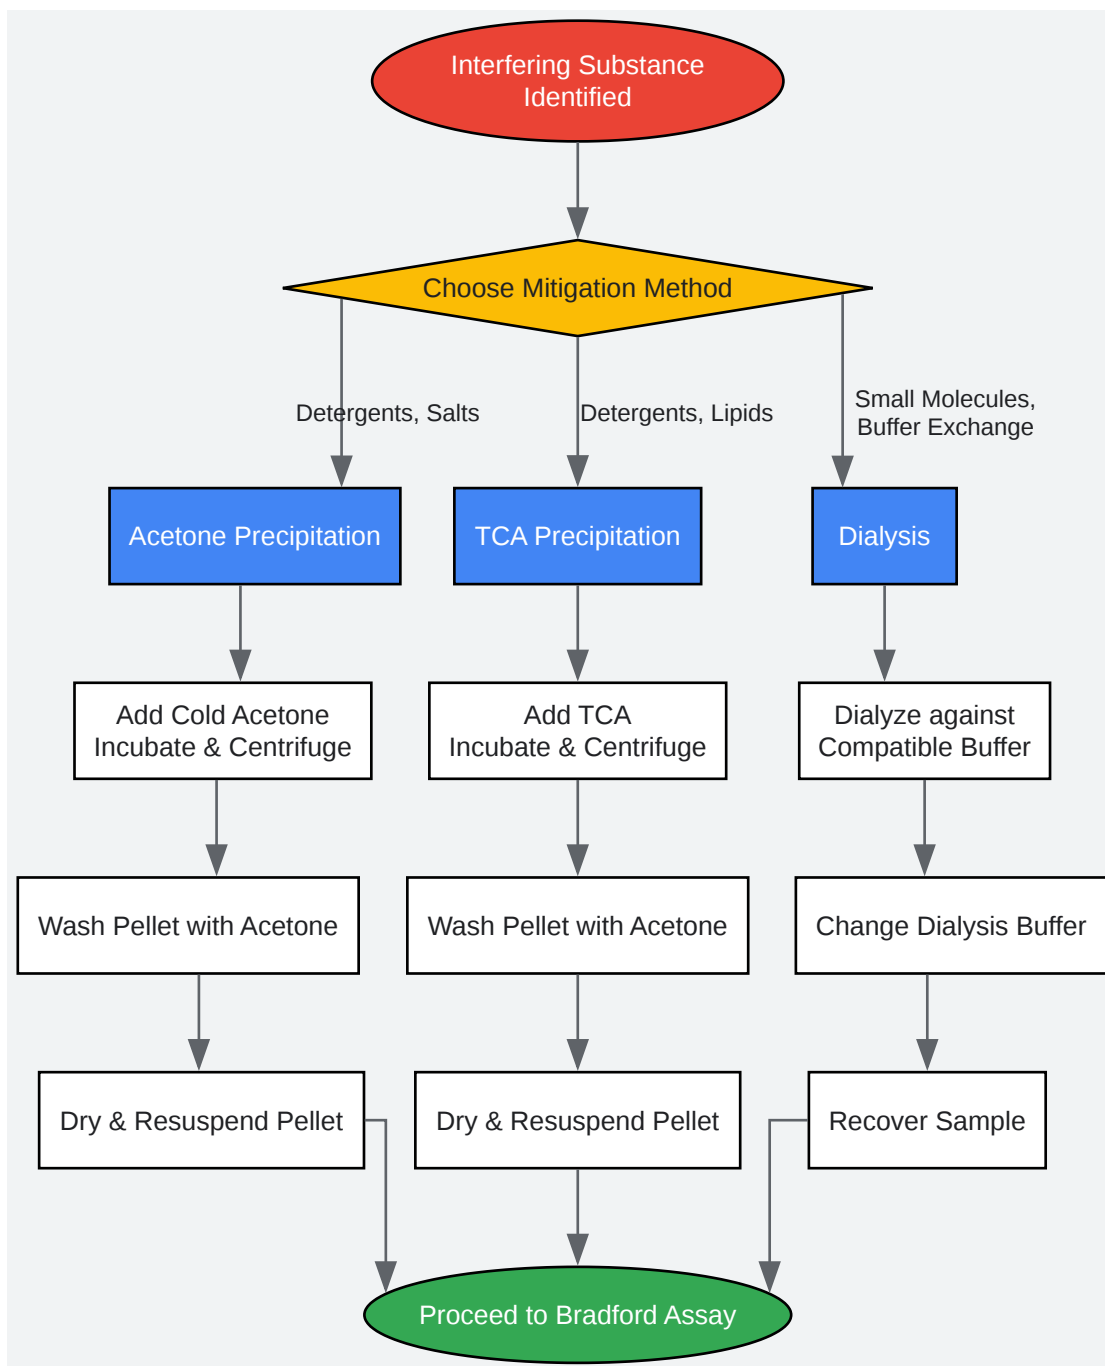 Interfering Substance
Identified
Choose Mitigation Method
Detergents, Salts
Detergents, Lipids
Small Molecules,
Buffer Exchange
Acetone Precipitation
TCA Precipitation
Dialysis
Add Cold Acetone
Incubate & Centrifuge
Add TCA
Incubate & Centrifuge
Dialyze against
Compatible Buffer
Wash Pellet with Acetone
Wash Pellet with Acetone
Change Dialysis Buffer
Dry & Resuspend Pellet
Dry & Resuspend Pellet
Recover Sample
Proceed to Bradford Assay